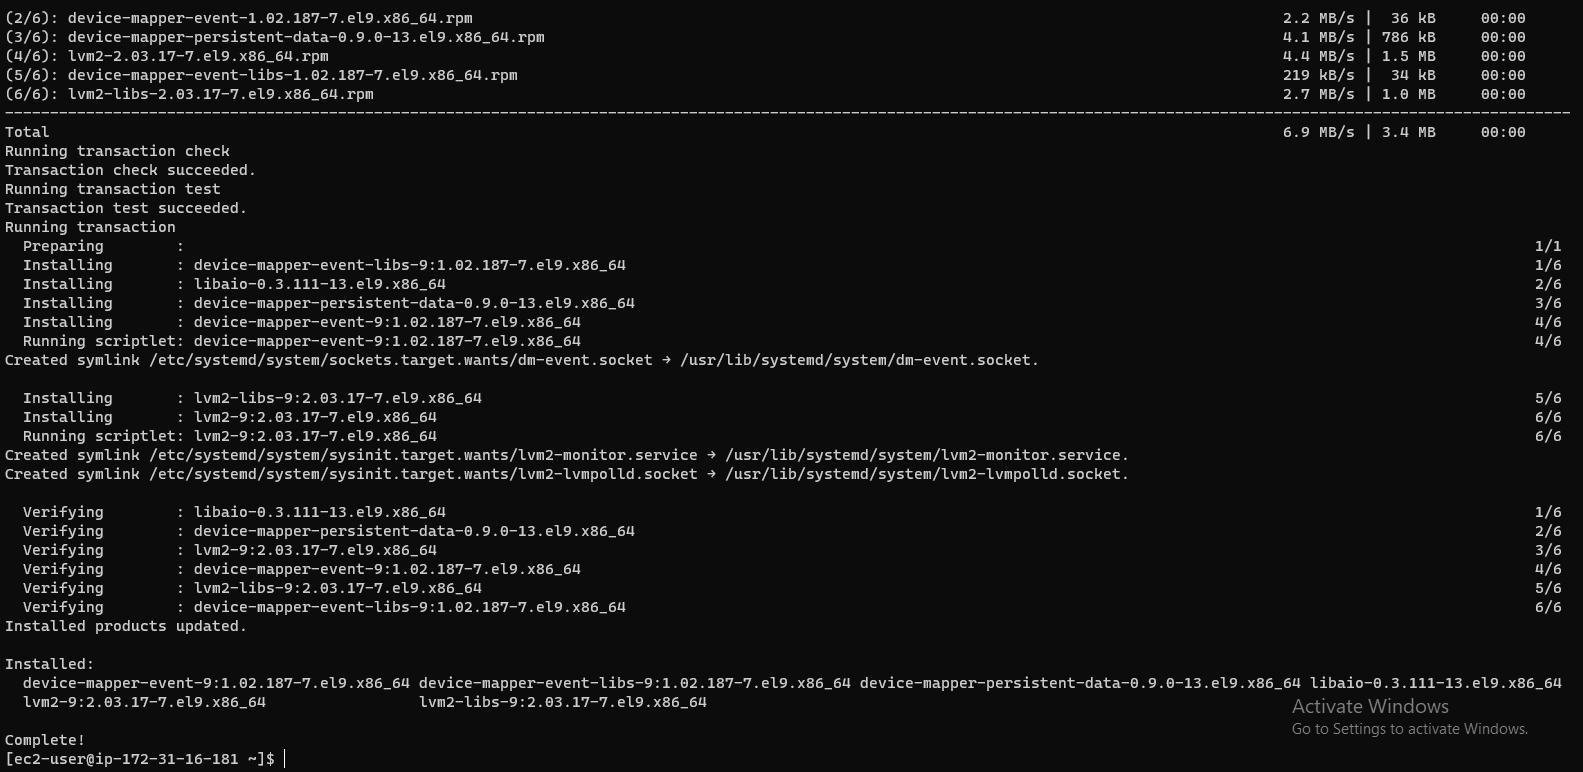 (2/6): device-mapper-event-1.02.187-7.el9.x86_64.rpm 2.2 MB/s | 36 kB 00:00
(3/6): device-mapper-persistent-data-0.9.0-13.el9.x86_64.rpm 4.1 MB/s | 786 kB 00:00
(4/6): lvm2-2.03.17-7.el9.x86_64.rpm 4.4 MB/s | 1.5 MB 00:00
(5/6): device-mapper-event-libs-1.02.187-7.el9.x86_64.rpm 219 kB/s | 34 kB 00:00
(6/6): lvm2-libs-2.03.17-7.el9.x86_64.rpm 2.7 MB/s | 1.0 MB 00:00
--------------------------------------------------------------------------------
Total 6.9 MB/s | 3.4 MB 00:00
Running transaction check
Transaction check succeeded.
Running transaction test
Transaction test succeeded.
Running transaction
Preparing : 1/1
Installing : device-mapper-event-libs-9:1.02.187-7.el9.x86_64 1/6
Installing : libaio-0.3.111-13.el9.x86_64 2/6
Installing : device-mapper-persistent-data-0.9.0-13.el9.x86_64 3/6
Installing : device-mapper-event-9:1.02.187-7.el9.x86_64 4/6
Running scriptlet: device-mapper-event-9:1.02.187-7.el9.x86_64 4/6
Created symlink /etc/systemd/system/sockets.target.wants/dm-event.socket → /usr/lib/systemd/system/dm-event.socket.
Installing : lvm2-libs-9:2.03.17-7.el9.x86_64 5/6
Installing : lvm2-9:2.03.17-7.el9.x86_64 6/6
Running scriptlet: lvm2-9:2.03.17-7.el9.x86_64 6/6
Created symlink /etc/systemd/system/sysinit.target.wants/lvm2-monitor.service → /usr/lib/systemd/system/lvm2-monitor.service.
Created symlink /etc/systemd/system/sysinit.target.wants/lvm2-lvmpolld.socket → /usr/lib/systemd/system/lvm2-lvmpolld.socket.
Verifying : libaio-0.3.111-13.el9.x86_64 1/6
Verifying : device-mapper-persistent-data-0.9.0-13.el9.x86_64 2/6
Verifying : lvm2-9:2.03.17-7.el9.x86_64 3/6
Verifying : device-mapper-event-9:1.02.187-7.el9.x86_64 4/6
Verifying : lvm2-libs-9:2.03.17-7.el9.x86_64 5/6
Verifying : device-mapper-event-libs-9:1.02.187-7.el9.x86_64 6/6
Installed products updated.
Installed:
device-mapper-event-9:1.02.187-7.el9.x86_64 device-mapper-event-libs-9:1.02.187-7.el9.x86_64 device-mapper-persistent-data-0.9.0-13.el9.x86_64 libaio-0.3.111-13.el9.x86_64
lvm2-9:2.03.17-7.el9.x86_64 lvm2-libs-9:2.03.17-7.el9.x86_64
Activate Windows
Go to Settings to activate Windows.
Complete!
[ec2-user@ip-172-31-16-181 ~]$